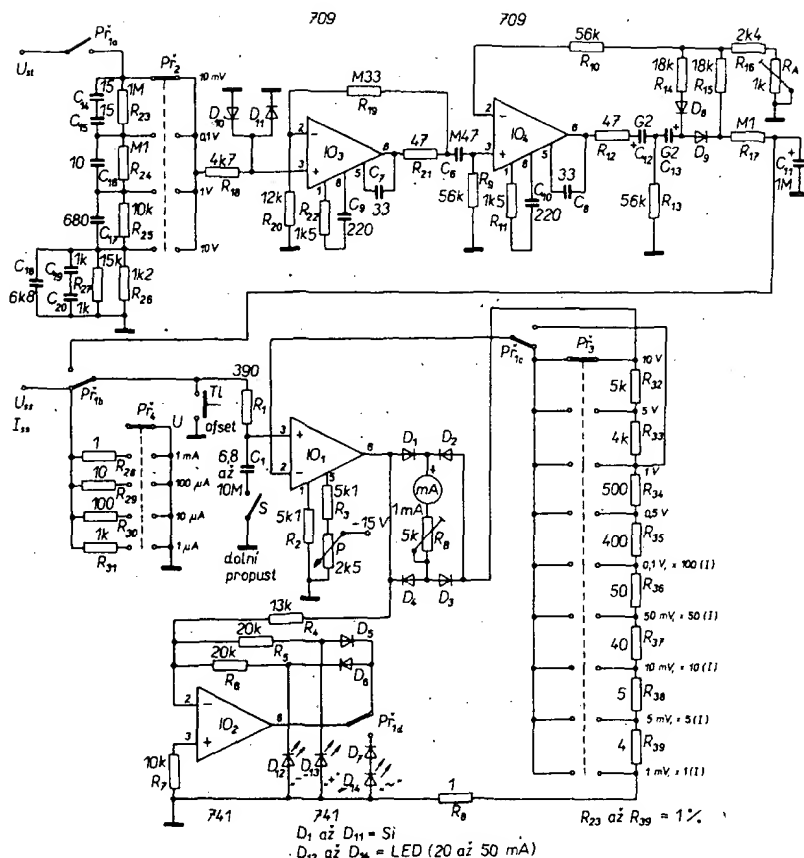 709
709
Př1a
Ust
Př2
10 mV
0,1V
1V
10V
15
C14
15
C15
1M
R23
10
C16
M1
R24
680
C17
10k
R25
C18
6k8
1k
C19
R27
C20
1k
15k
1k2
R26
D10
D11
4k7
R18
M33
R19
IO3
2
3
6
1
8
5
12k
R20
R22
1k5
C9
220
C7
33
47
R21
M47
C6
R9
56k
56k
R10
IO4
2
3
6
1
8
5
1k5
R11
C10
220
33
C8
47
R12
G2
C12
G2
C13
56k
R13
18k
R14
D8
18k
R15
D9
2k4
R16
RA
1k
M1
R17
C11
1M
Uss
Iss
Př1b
Př4
U
1
R28
10
R29
100
R30
1k
R31
1 mA
100 μA
10 μA
1 μA
Tl
ofset
390
R1
6,8
až
10M
C1
S
dolní
propust
IO1
3
2
6
1
5
5k1
R2
5k1
R3
P
2k5
-15 V
D1
D2
D3
D4
+
mA
1mA
5k
RB
Př1c
Př3
10 V
5 V
1 V
0,5 V
0,1 V, × 100 (I)
50 mV, × 50 (I)
10 mV, × 10 (I)
5 mV, × 5 (I)
1 mV, × 1 (I)
5k
R32
4k
R33
500
R34
400
R35
50
R36
40
R37
5
R38
4
R39
13k
R4
20k
R5
20k
R6
D5
D6
IO2
2
3
6
10k
R7
Př1d
D7
D12
"-"
D13
"+"
D14
"~"
1
R8
741
741
R23 až R39 = 1%
D1 až D11 = Si
D12 až D14 = LED (20 až 50 mA)